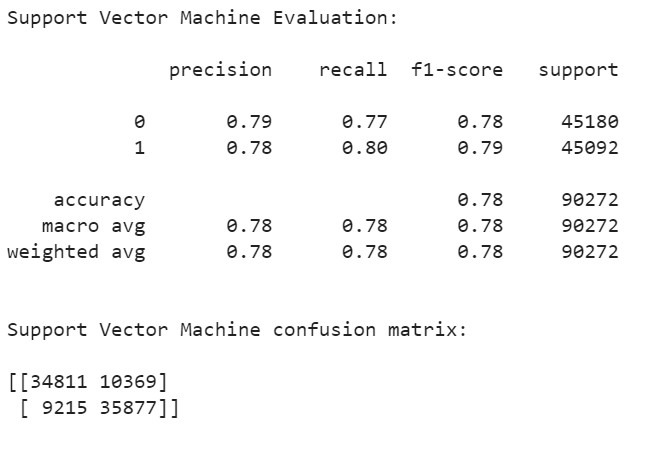 Support Vector Machine Evaluation:
precision recall f1-score support
0 0.79 0.77 0.78 45180
1 0.78 0.80 0.79 45092
accuracy 0.78 90272
macro avg 0.78 0.78 0.78 90272
weighted avg 0.78 0.78 0.78 90272
Support Vector Machine confusion matrix:
[[34811 10369]
[ 9215 35877]]